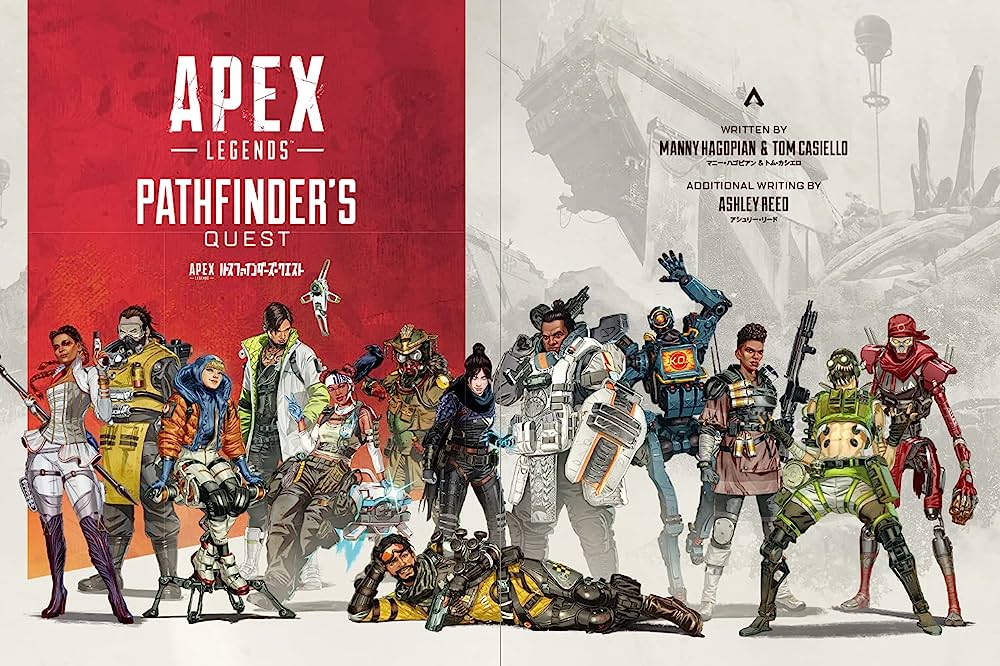 APEX
LEGENDS™
PATHFINDER'S
QUEST
APEX
LEGENDS
パスファインダーズ・クエスト
WRITTEN BY
MANNY HAGOPIAN & TOM CASIELLO
マニー・ハゴピアン & トム・カシエロ
ADDITIONAL WRITING BY
ASHLEY REED
アシュリー・リード